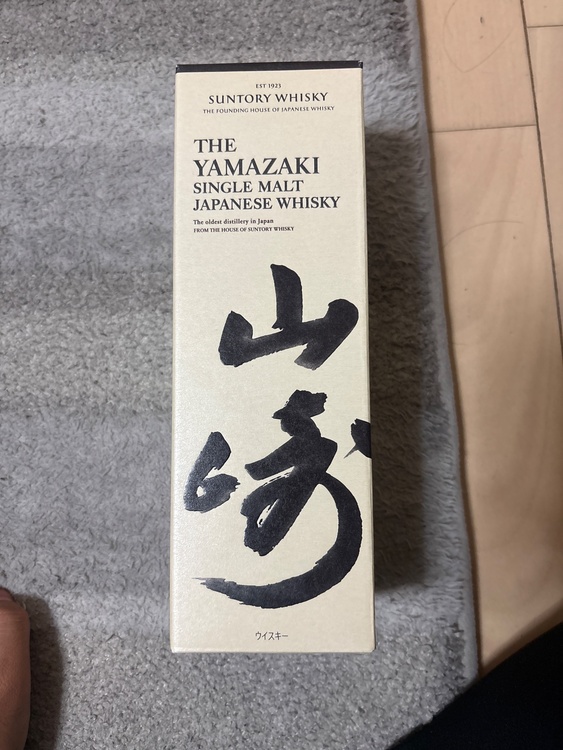 EST 1923
SUNTORY WHISKY
THE FOUNDING HOUSE OF JAPANESE WHISKY
THE
YAMAZAKI
SINGLE MALT
JAPANESE WHISKY
The oldest distillery in Japan
FROM THE HOUSE OF SUNTORY WHISKY
山
崎
ウイスキー